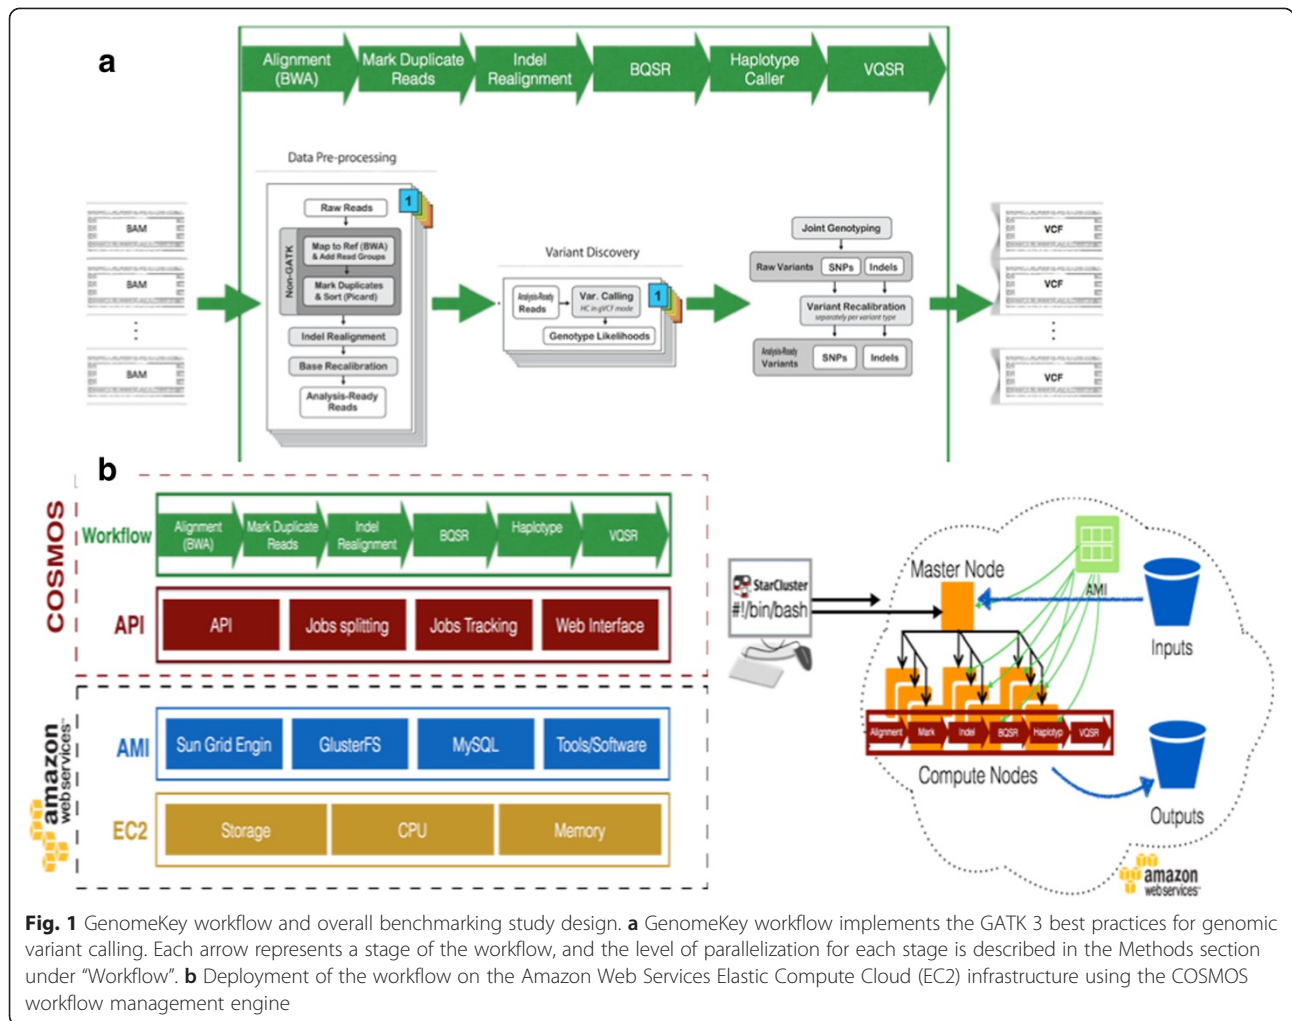 a
Alignment
(BWA)
Mark Duplicate
Reads
Indel
Realignment
BQSR
Haplotype
Caller
VQSR
Data Pre-processing
1
Raw Reads
Non-GATK
Map to Ref (BWA)
& Add Read Groups
Mark Duplicates
& Sort (Picard)
Indel Realignment
Base Recalibration
Analysis-Ready
Reads
BAM
BAM
BAM
Variant Discovery
1
Analysis-Ready
Reads
Var. Calling
HC in gVCF mode
Genotype Likelihoods
Joint Genotyping
Raw Variants
SNPs
Indels
Variant Recalibration
separately per variant type
Analysis-Ready
Variants
SNPs
Indels
VCF
VCF
VCF
b
COSMOS
Workflow
Alignment
(BWA)
Mark Duplicate
Reads
Indel
Realignment
BQSR
Haplotype
VQSR
API
API
Jobs splitting
Jobs Tracking
Web Interface
amazon
web services™
AMI
Sun Grid Engin
GlusterFS
MySQL
Tools/Software
EC2
Storage
CPU
Memory
StarCluster
#!/bin/bash
Master Node
AMI
Inputs
Alignment
Mark
Indel
BQSR
Haplotyp
VQSR
Compute Nodes
Outputs
amazon
webservices™
Fig. 1 GenomeKey workflow and overall benchmarking study design. a GenomeKey workflow implements the GATK 3 best practices for genomic
variant calling. Each arrow represents a stage of the workflow, and the level of parallelization for each stage is described in the Methods section
under “Workflow”. b Deployment of the workflow on the Amazon Web Services Elastic Compute Cloud (EC2) infrastructure using the COSMOS
workflow management engine